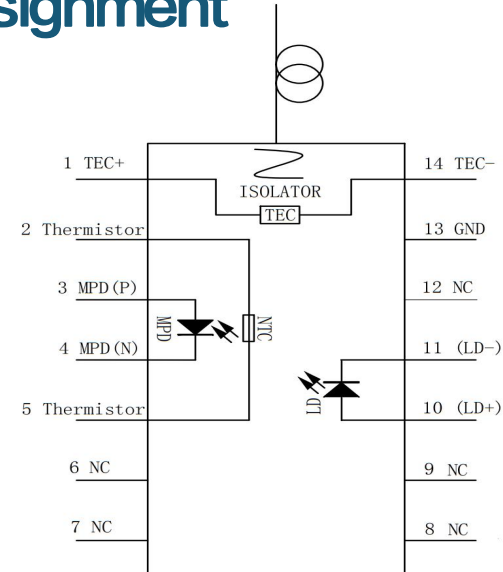 signment
1 TEC+
14 TEC-
ISOLATOR
TEC
2 Thermistor
13 GND
3 MPD(P)
12 NC
MPD
NTC
4 MPD(N)
11 (LD-)
LD
5 Thermistor
10 (LD+)
6 NC
9 NC
7 NC
8 NC